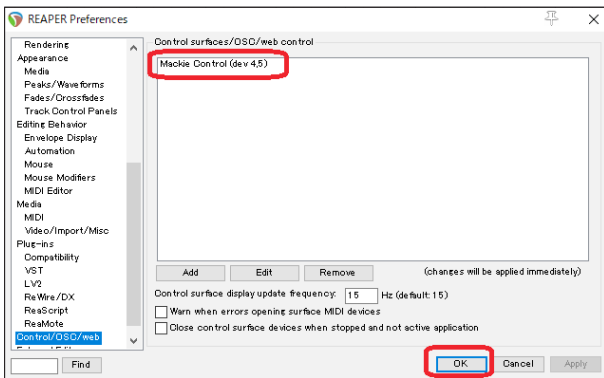 REAPER Preferences
Rendering
Appearance
Media
Peaks/Waveforms
Fades/Crossfades
Track Control Panels
Editing Behavior
Envelope Display
Automation
Mouse
Mouse Modifiers
MIDI Editor
Media
MIDI
Video/Import/Misc
Plug-ins
Compatibility
VST
LV2
ReWire/DX
ReaScript
ReaMote
Control/OSC/web
Find
Control surfaces/OSC/web control
Mackie Control (dev 4,5)
Add Edit Remove (changes will be applied immediately)
Control surface display update frequency: 15 Hz (default: 15)
Warn when errors opening surface MIDI devices
Close control surface devices when stopped and not active application
OK Cancel Apply